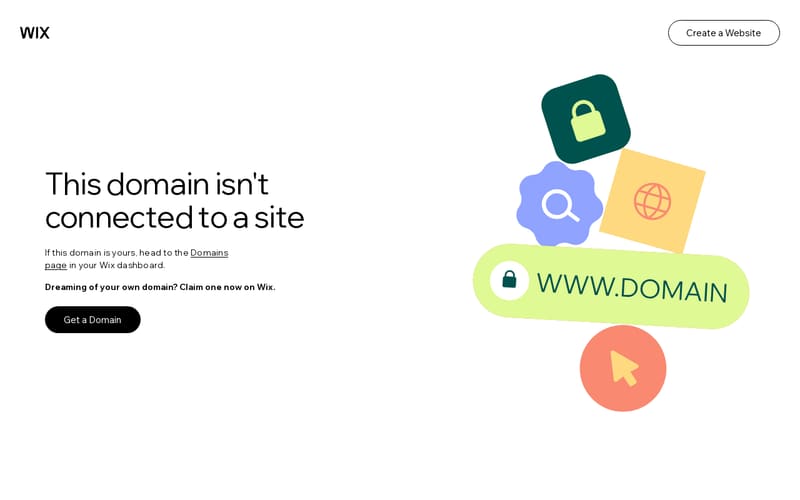 WIX
Create a Website
This domain isn't
connected to a site
If this domain is yours, head to the Domains
page in your Wix dashboard.
Dreaming of your own domain? Claim one now on Wix.
Get a Domain
WWW.DOMAIN